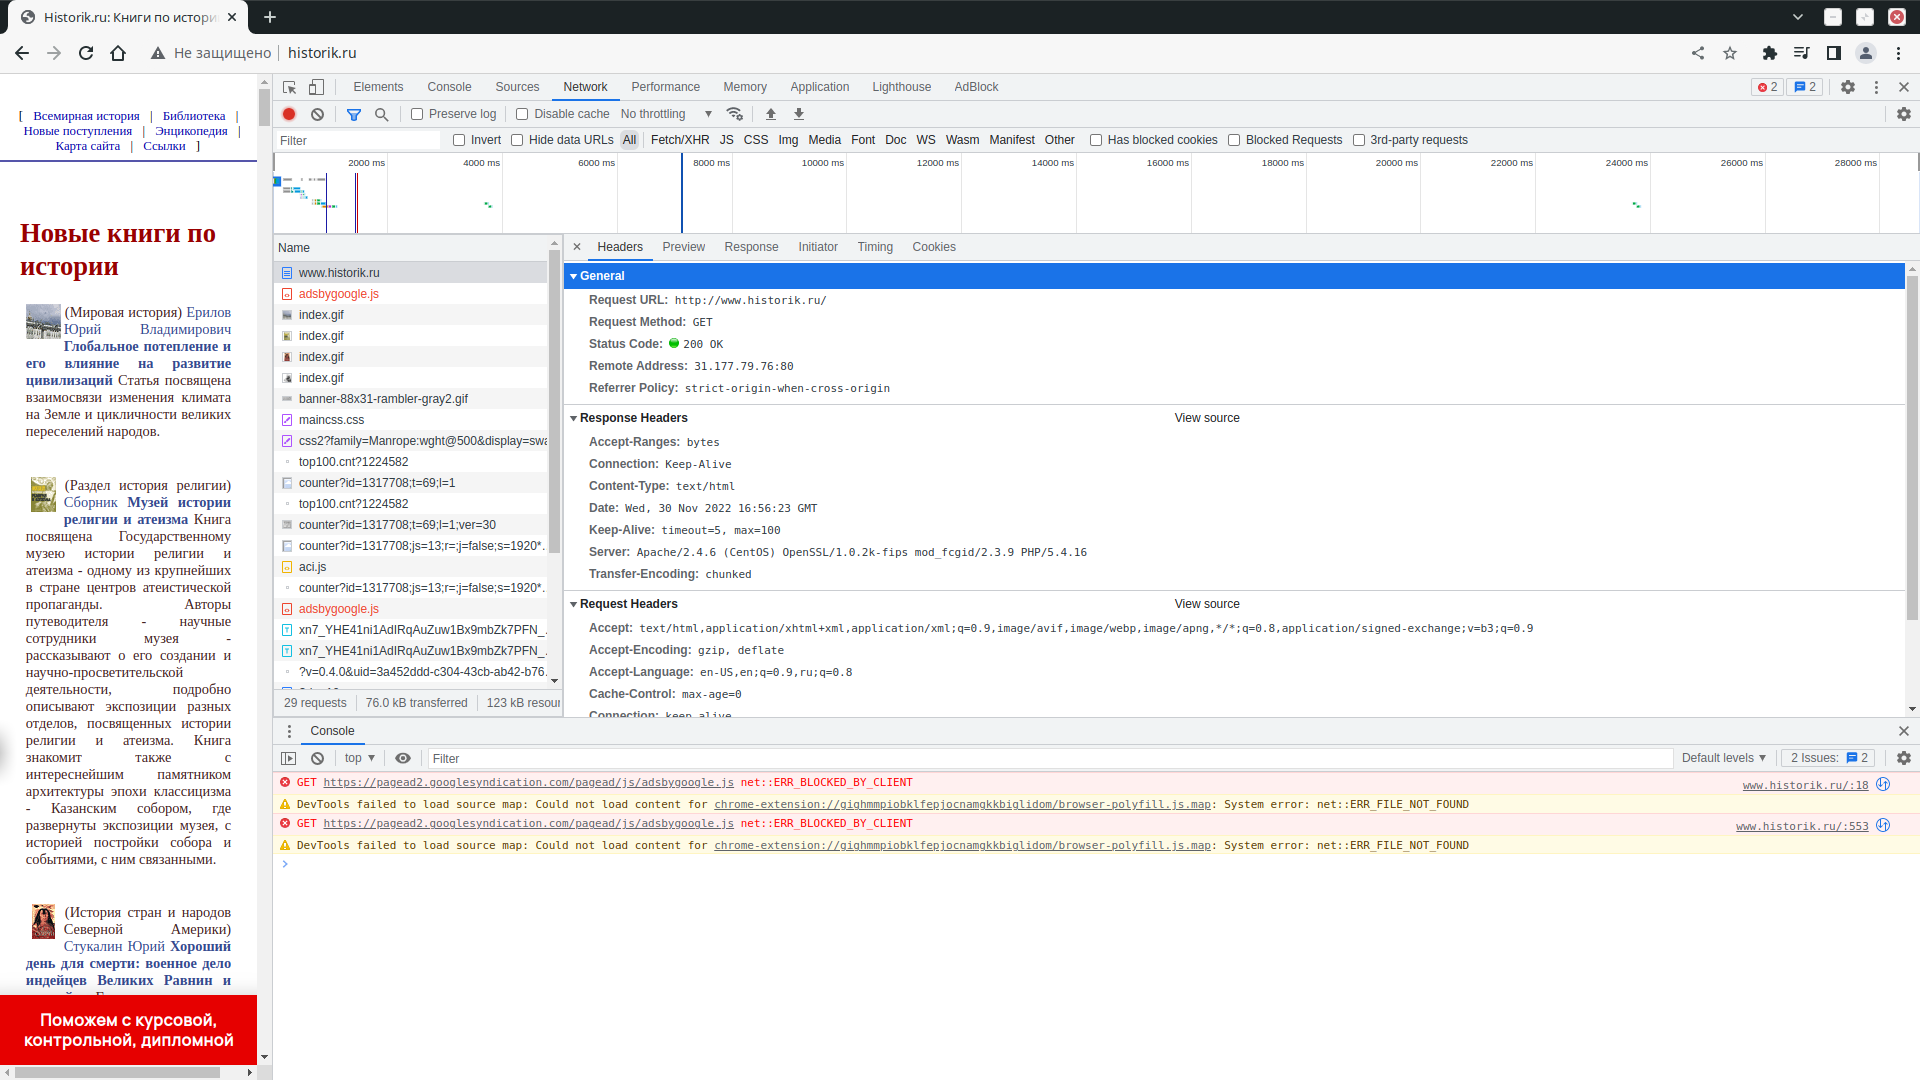 Historik.ru: Книги по истори
Не защищено | historik.ru
[ Всемирная история | Библиотека |
Новые поступления | Энцикопедия |
Карта сайта | Ссылки ]
Новые книги по
истории
(Мировая история) Ерилов
Юрий Владимирович
Глобальное потепление и
его влияние на развитие
цивилизаций Статья посвящена
взаимосвязи изменения климата
на Земле и цикличности великих
переселений народов.
(Раздел история религии)
Сборник Музей истории
религии и атеизма Книга
посвящена Государственному
музею истории религии и
атеизма - одному из крупнейших
в стране центров атеистической
пропаганды. Авторы
путеводителя - научные
сотрудники музея -
рассказывают о его создании и
научно-просветительской
деятельности, подробно
описывают экспозиции разных
отделов, посвященных истории
религии и атеизма. Книга
знакомит также с
интереснейшим памятником
архитектуры эпохи классицизма
- Казанским собором, где
развернуты экспозиции музея, с
историей постройки собора и
событиями, с ним связанными.
(История стран и народов
Северной Америки)
Стукалин Юрий Хороший
день для смерти: военное дело
индейцев Великих Равнин и
Поможем с курсовой,
контрольной, дипломной
Elements Console Sources Network Performance Memory Application Lighthouse AdBlock 2 2
Preserve log Disable cache No throttling
Filter Invert Hide data URLs All Fetch/XHR JS CSS Img Media Font Doc WS Wasm Manifest Other Has blocked cookies Blocked Requests 3rd-party requests
2000 ms 4000 ms 6000 ms 8000 ms 10000 ms 12000 ms 14000 ms 16000 ms 18000 ms 20000 ms 22000 ms 24000 ms 26000 ms 28000 ms
Name
www.historik.ru
adsbygoogle.js
index.gif
index.gif
index.gif
index.gif
banner-88x31-rambler-gray2.gif
maincss.css
css2?family=Manrope:wght@500&display=swa
top100.cnt?1224582
counter?id=1317708;t=69;l=1
top100.cnt?1224582
counter?id=1317708;t=69;l=1;ver=30
counter?id=1317708;js=13;r=;j=false;s=1920*.
aci.js
counter?id=1317708;js=13;r=;j=false;s=1920*.
adsbygoogle.js
xn7_YHE41ni1AdIRqAuZuw1Bx9mbZk7PFN_.
xn7_YHE41ni1AdIRqAuZuw1Bx9mbZk7PFN_.
?v=0.4.0&uid=3a452ddd-c304-43cb-ab42-b76.
29 requests 76.0 kB transferred 123 kB resour
Headers Preview Response Initiator Timing Cookies
General
Request URL: http://www.historik.ru/
Request Method: GET
Status Code: 200 OK
Remote Address: 31.177.79.76:80
Referrer Policy: strict-origin-when-cross-origin
Response Headers View source
Accept-Ranges: bytes
Connection: Keep-Alive
Content-Type: text/html
Date: Wed, 30 Nov 2022 16:56:23 GMT
Keep-Alive: timeout=5, max=100
Server: Apache/2.4.6 (CentOS) OpenSSL/1.0.2k-fips mod_fcgid/2.3.9 PHP/5.4.16
Transfer-Encoding: chunked
Request Headers View source
Accept: text/html,application/xhtml+xml,application/xml;q=0.9,image/avif,image/webp,image/apng,*/*;q=0.8,application/signed-exchange;v=b3;q=0.9
Accept-Encoding: gzip, deflate
Accept-Language: en-US,en;q=0.9,ru;q=0.8
Cache-Control: max-age=0
Connection: keep-alive
Console
top Filter Default levels 2 Issues: 2
GET https://pagead2.googlesyndication.com/pagead/js/adsbygoogle.js net::ERR_BLOCKED_BY_CLIENT www.historik.ru/:18
DevTools failed to load source map: Could not load content for chrome-extension://gighmmpiobklfepjocnamgkkbiglidom/browser-polyfill.js.map: System error: net::ERR_FILE_NOT_FOUND
GET https://pagead2.googlesyndication.com/pagead/js/adsbygoogle.js net::ERR_BLOCKED_BY_CLIENT www.historik.ru/:553
DevTools failed to load source map: Could not load content for chrome-extension://gighmmpiobklfepjocnamgkkbiglidom/browser-polyfill.js.map: System error: net::ERR_FILE_NOT_FOUND